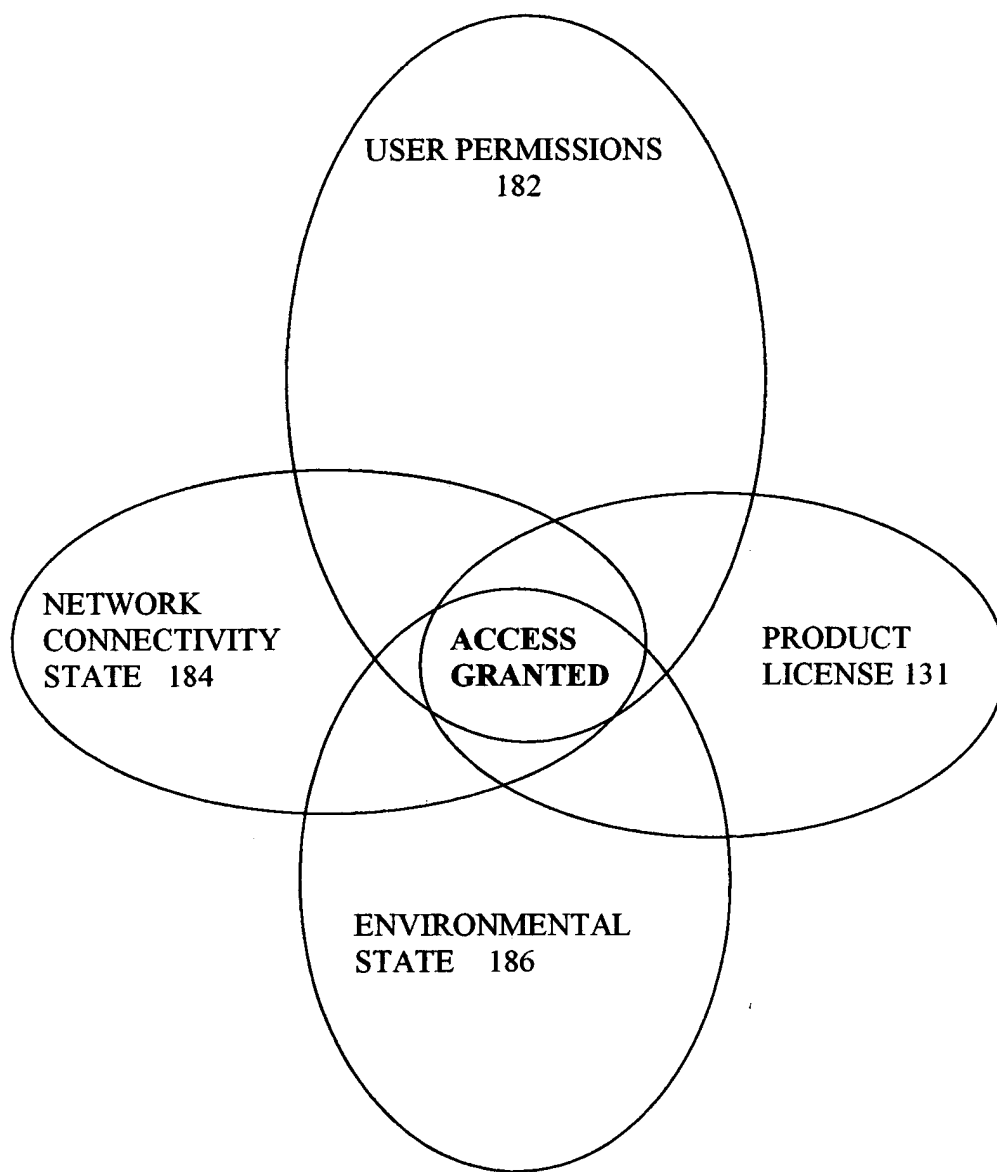 USER PERMISSIONS
182
NETWORK
CONNECTIVITY
STATE 184
ACCESS
GRANTED
PRODUCT
LICENSE 131
ENVIRONMENTAL
STATE 186